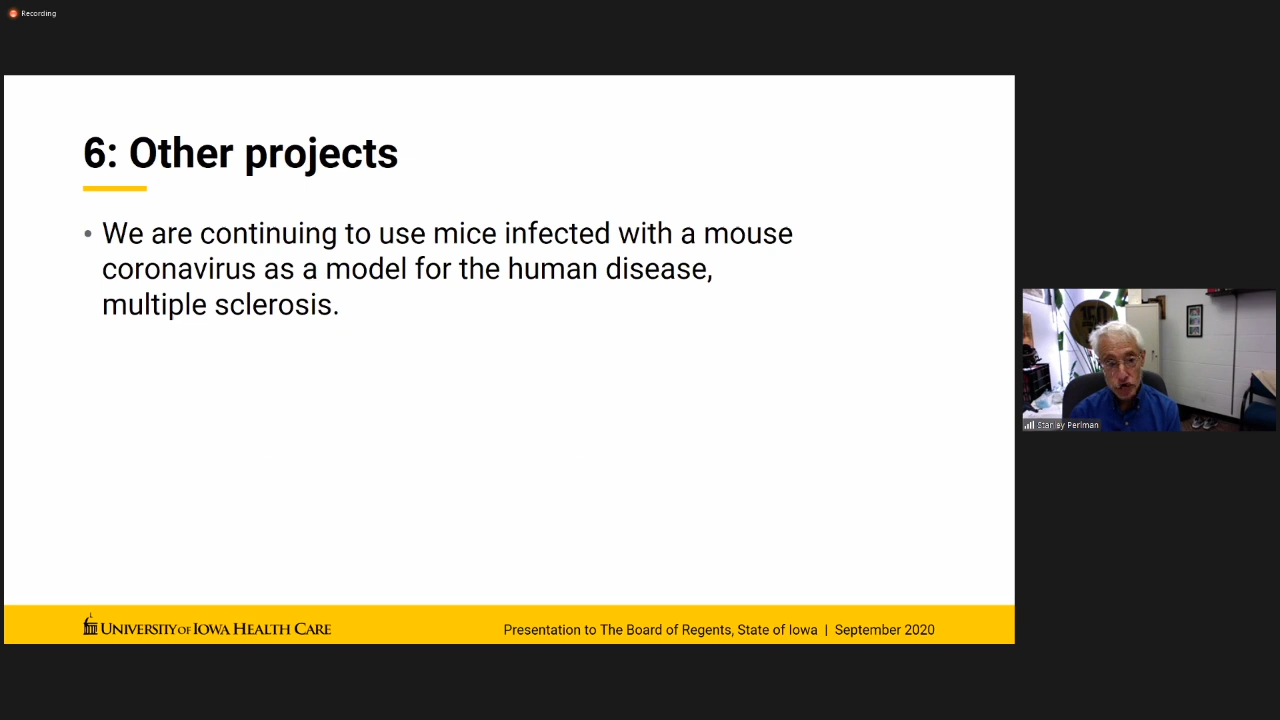 Recording
6: Other projects
• We are continuing to use mice infected with a mouse
coronavirus as a model for the human disease,
multiple sclerosis.
150
Stanley Perlman
UNIVERSITY OF IOWA HEALTH CARE
Presentation to The Board of Regents, State of Iowa | September 2020